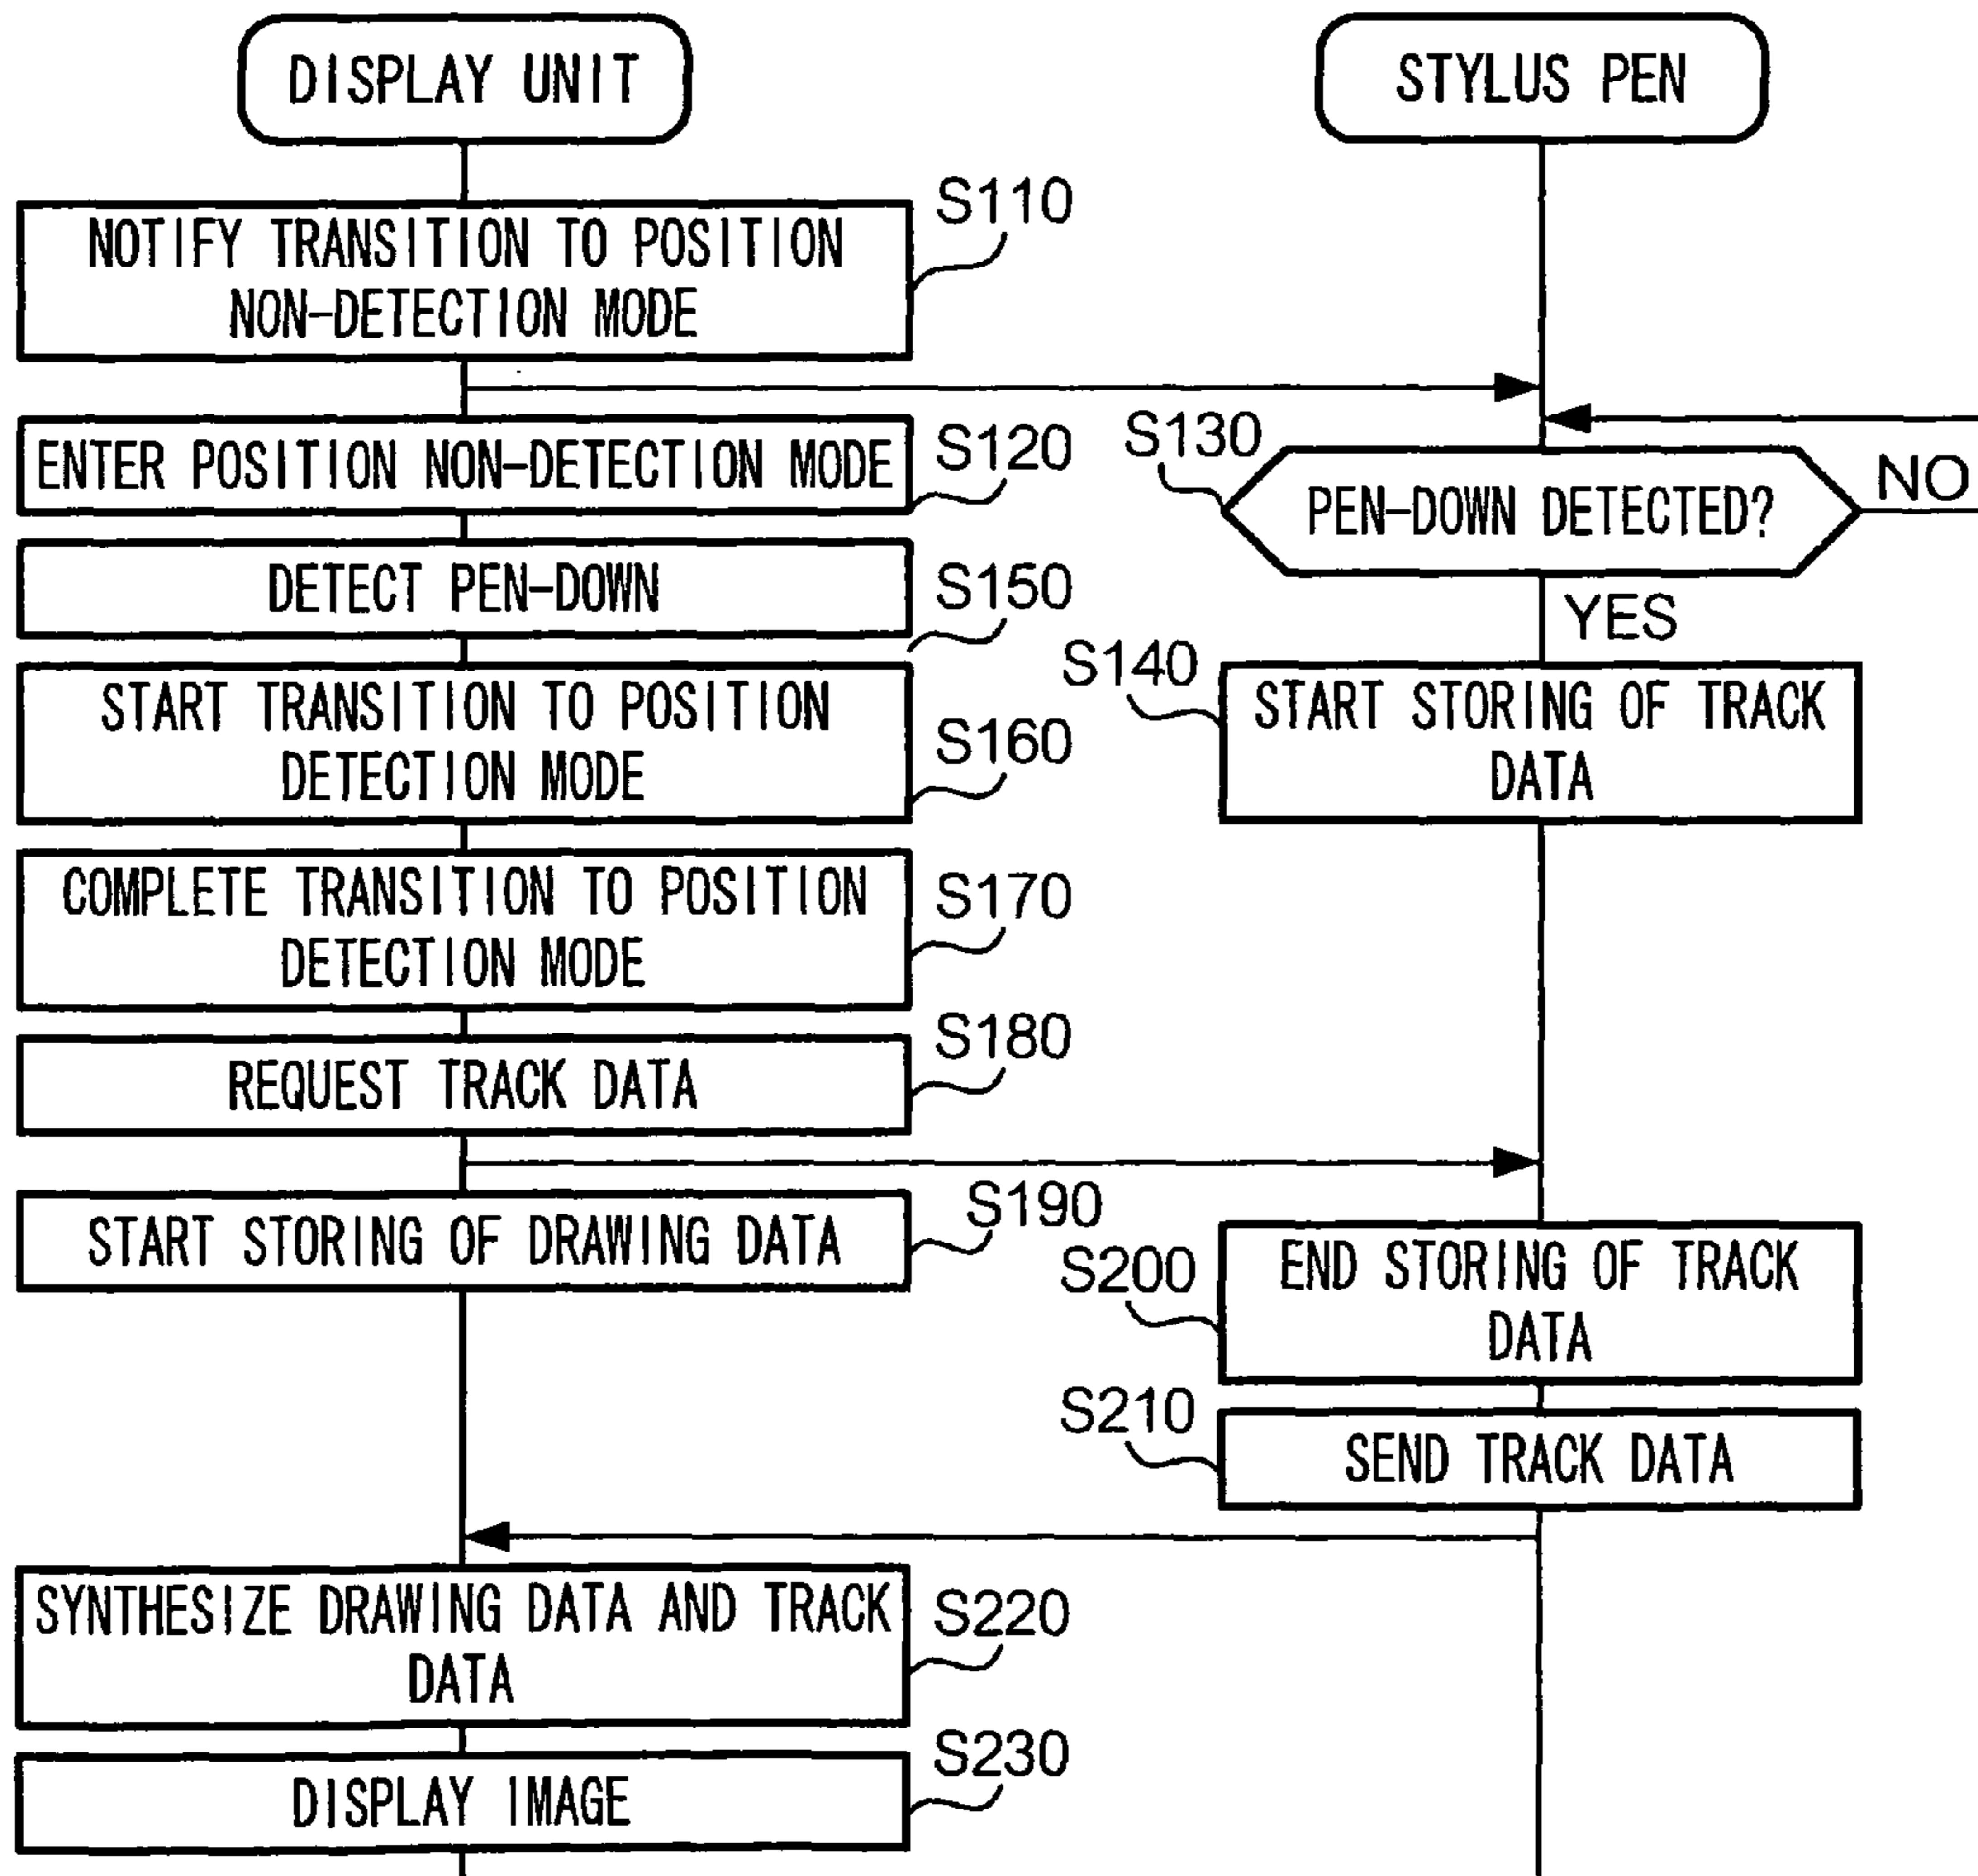 DISPLAY UNIT
STYLUS PEN
NOTIFY TRANSITION TO POSITION
NON-DETECTION MODE
S110
ENTER POSITION NON-DETECTION MODE
S120
S130
PEN-DOWN DETECTED?
NO
DETECT PEN-DOWN
S150
YES
START TRANSITION TO POSITION
DETECTION MODE
S160
S140
START STORING OF TRACK
DATA
COMPLETE TRANSITION TO POSITION
DETECTION MODE
S170
REQUEST TRACK DATA
S180
START STORING OF DRAWING DATA
S190
S200
END STORING OF TRACK
DATA
S210
SEND TRACK DATA
SYNTHESIZE DRAWING DATA AND TRACK
DATA
S220
DISPLAY IMAGE
S230